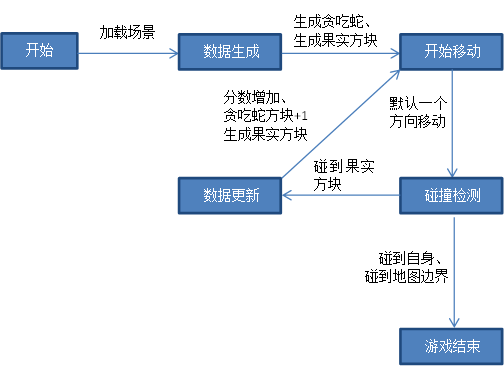 开始
加载场景
数据生成
生成贪吃蛇、
生成果实方块
开始移动
分数增加、
贪吃蛇方块+1
生成果实方块
默认一个
方向移动
数据更新
碰到果实
方块
碰撞检测
碰到自身、
碰到地图边界
游戏结束